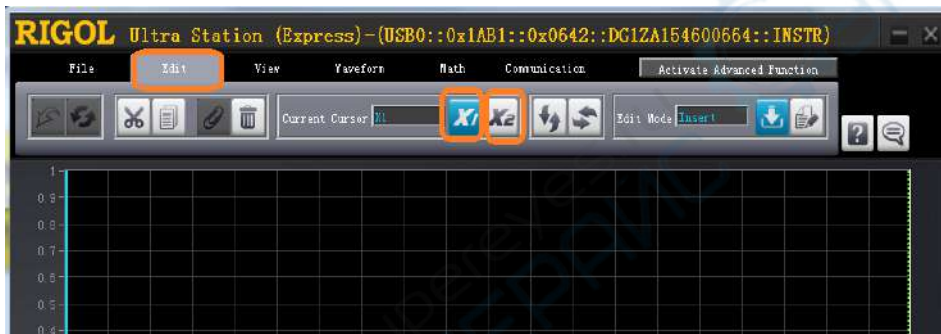 RIGOL Ultra Station (Express)-(USB0::0x1AB1::0x0642::DG1ZA154600664::INSTR)
File Edit View Waveform Math Communication Activate Advanced Function
Current Cursor X1 X1 X2 Edit Mode Insert ?
1
0.9
0.8
0.7
0.6
0.5
0.4